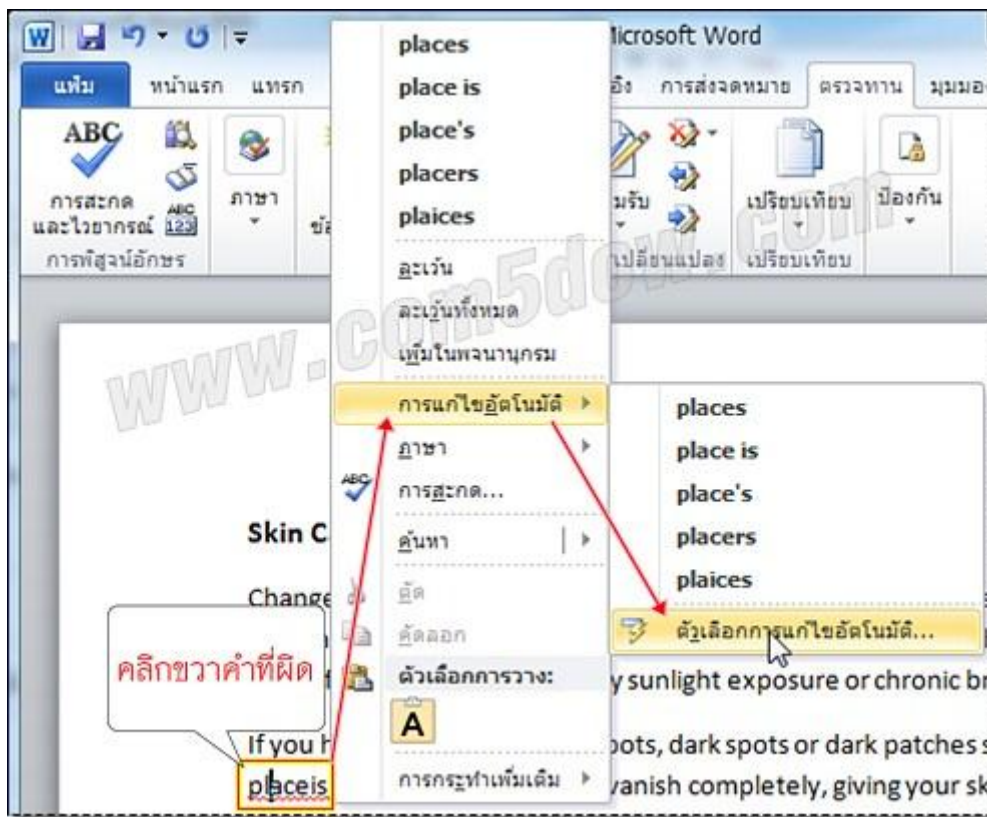 Microsoft Word
แฟ้ม หน้าแรก แทรก การส่งจดหมาย ตรวจทาน
ABC
การสะกด
และไวยากรณ์
ABC
123
การพิสูจน์อักษร
ภาษา
เปรียบเทียบ
เปรียบเทียบ
ป้องกัน
places
place is
place's
placers
plaices
ละเว้น
ละเว้นทั้งหมด
เพิ่มในพจนานุกรม
การแก้ไขอัตโนมัติ
ภาษา
ABC
การสะกด...
ค้นหา
ตัด
คัดลอก
ตัวเลือกการวาง:
A
การกระทำเพิ่มเติม
places
place is
place's
placers
plaices
ตัวเลือกการแก้ไขอัตโนมัติ...
Skin C
Change
คลิกขวาคำที่ผิด
y sunlight exposure or chronic br
If you h ots, dark spots or dark patches s
placeis vanish completely, giving your sk
www.com5dow.com